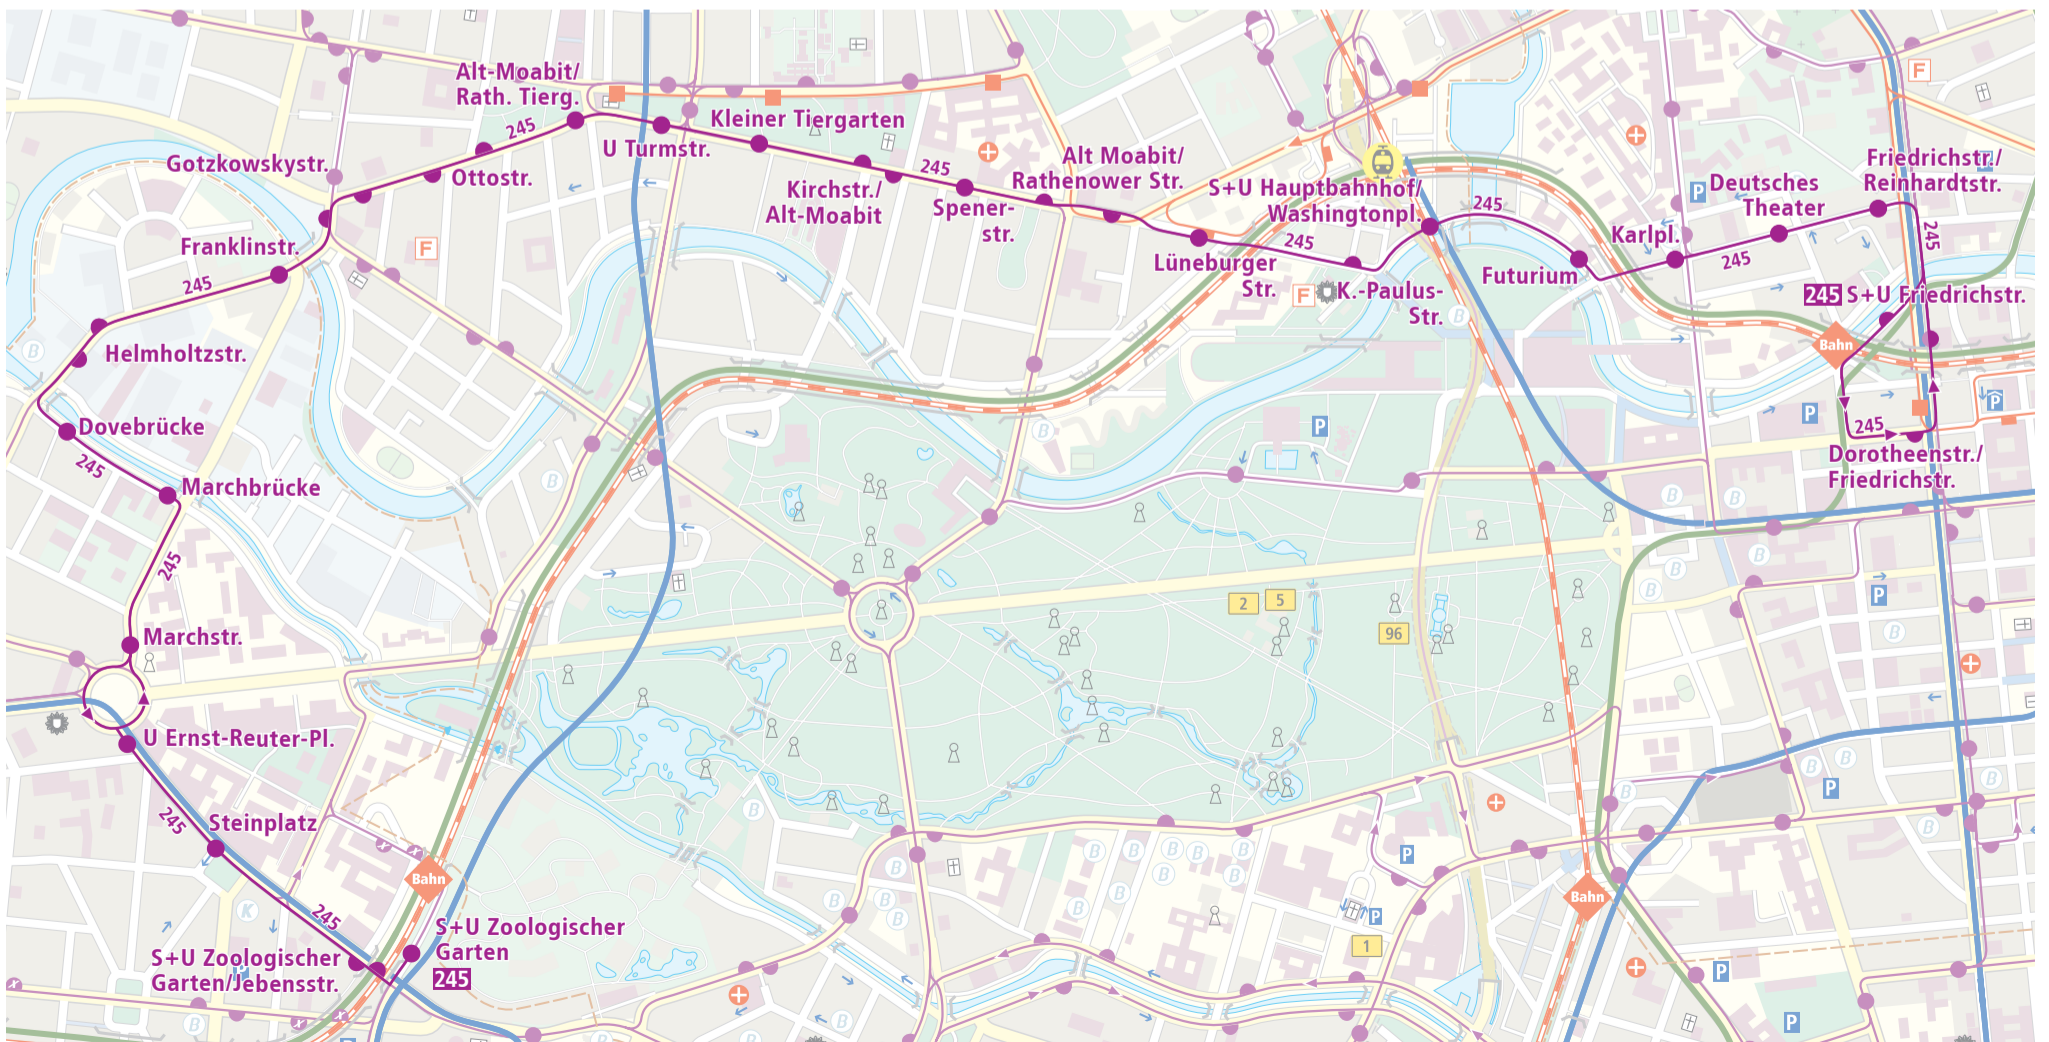 Alt-Moabit/
Rath. Tierg.
245
U Turmstr.
Kleiner Tiergarten
Gotzkowskystr.
Ottostr.
Kirchstr./
Alt-Moabit
245
Spener-
str.
Alt Moabit/
Rathenower Str.
S+U Hauptbahnhof/
Washingtonpl.
245
Friedrichstr./
Reinhardtstr.
Deutsches
Theater
Karlpl.
245
245
Franklinstr.
245
F
Lüneburger
Str.
245
F
K.-Paulus-
Str.
Futurium
245 S+U Friedrichstr.
F
P
B
B
Helmholtzstr.
Bahn
Dovebrücke
245
P
P
P
245
Dorotheenstr./
Friedrichstr.
Marchbrücke
B
B
B
B
245
B
B
B
P
2
5
96
B
Marchstr.
U Ernst-Reuter-Pl.
245
Steinplatz
B
B
B
P
B
B
Bahn
K
245
B
B
B
B
B
P
B
B
B
B
B
Bahn
P
S+U Zoologischer
Garten
245
S+U Zoologischer
Garten/Jebensstr.
P
1
P
B
B
B
P
P